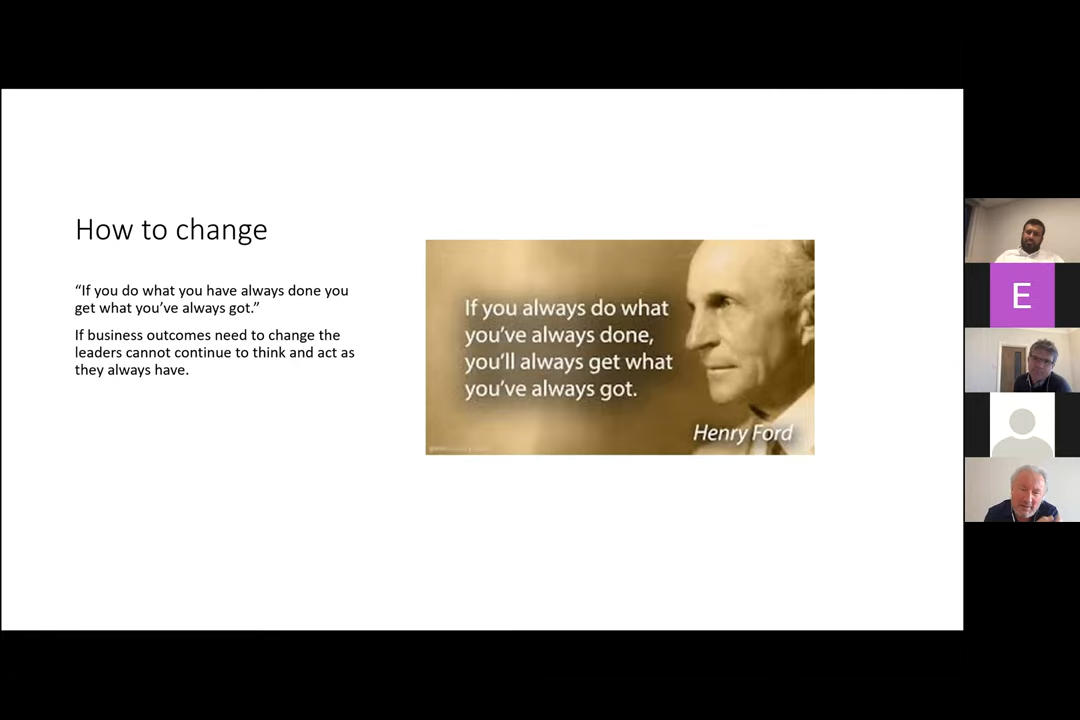 How to change
“If you do what you have always done you
get what you’ve always got.”
If business outcomes need to change the
leaders cannot continue to think and act as
they always have.
If you always do what
you’ve always done,
you’ll always get what
you’ve always got.
Henry Ford
E